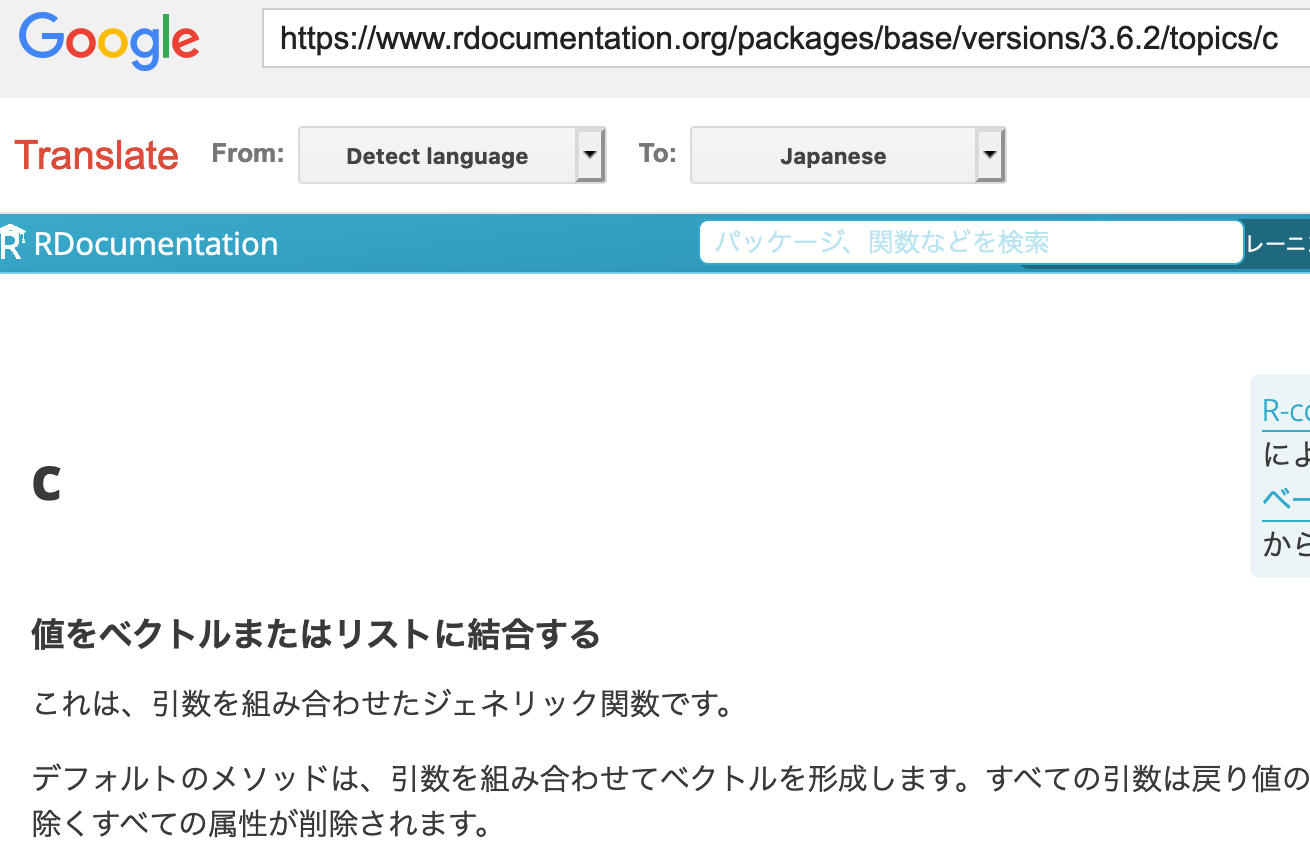 Google
https://www.rdocumentation.org/packages/base/versions/3.6.2/topics/c
Translate From: Detect language To: Japanese
RDocumentation パッケージ、関数などを検索 レーニ
R-co
によ
ベー
から
c
値をベクトルまたはリストに結合する
これは、引数を組み合わせたジェネリック関数です。
デフォルトのメソッドは、引数を組み合わせてベクトルを形成します。すべての引数は戻り値の
除くすべての属性が削除されます。